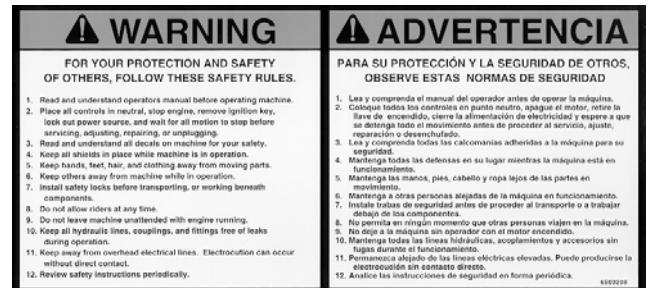 WARNING
FOR YOUR PROTECTION AND SAFETY
OF OTHERS, FOLLOW THESE SAFETY RULES.
1. Read and understand operators manual before operating machine.
2. Place all controls in neutral, stop engine, remove ignition key,
lock out power source, and wait for all motion to stop before
servicing, adjusting, repairing, or unplugging.
3. Read and understand all decals on machine for your safety.
4. Keep all shields in place while machine is in operation.
5. Keep hands, feet, hair, and clothing away from moving parts.
6. Keep others away from machine while in operation.
7. Install safety locks before transporting, or working beneath
components.
8. Do not allow riders at any time.
9. Do not leave machine unattended with engine running.
10. Keep all hydraulic lines, couplings, and fittings free of leaks
during operation.
11. Keep away from overhead electrical lines. Electrocution can occur
without direct contact.
12. Review safety instructions periodically.
ADVERTENCIA
PARA SU PROTECCIÓN Y LA SEGURIDAD DE OTROS,
OBSERVE ESTAS NORMAS DE SEGURIDAD
1. Lea y comprenda el manual del operador antes de operar la máquina.
2. Coloque todos los controles en punto neutro, apague el motor, retire la
llave de encendido, cierre la alimentación de electricidad y espere a que
se detenga todo el movimiento antes de proceder al servicio, ajuste,
reparación o desenchufado.
3. Lea y comprenda todas las calcomanías adheridas a la máquina para su
seguridad.
4. Mantenga todas las defensas en su lugar mientras la máquina está en
funcionamiento.
5. Mantenga las manos, pies, cabello y ropa lejos de las partes en
movimiento.
6. Mantenga a otras personas alejadas de la máquina en funcionamiento.
7. Instale trabas de seguridad antes de proceder al transporte o a trabajar
debajo de los componentes.
8. No permita en ningún momento que otras personas viajen en la máquina.
9. No deje a la máquina sin operador con el motor encendido.
10. Mantenga todas las líneas hidráulicas, acoplamientos y accesorios sin
fugas durante el funcionamiento.
11. Permanezca alejado de las líneas eléctricas elevadas. Puede producirse la
electrocución sin contacto directo.
12. Analice las instrucciones de seguridad en forma periódica.